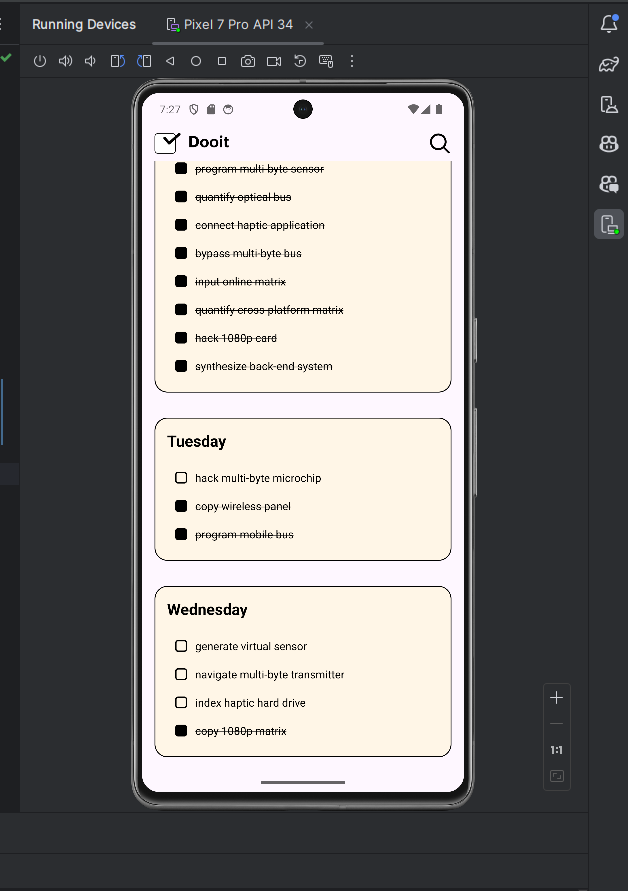 Running Devices
Pixel 7 Pro API 34
7:27
Dooit
program multi-byte sensor
quantify optical bus
connect haptic application
bypass multi-byte bus
input online matrix
quantify cross-platform matrix
hack 1080p card
synthesize back-end system
Tuesday
hack multi-byte microchip
copy wireless panel
program mobile bus
Wednesday
generate virtual sensor
navigate multi-byte transmitter
index haptic hard drive
copy 1080p matrix
1:1